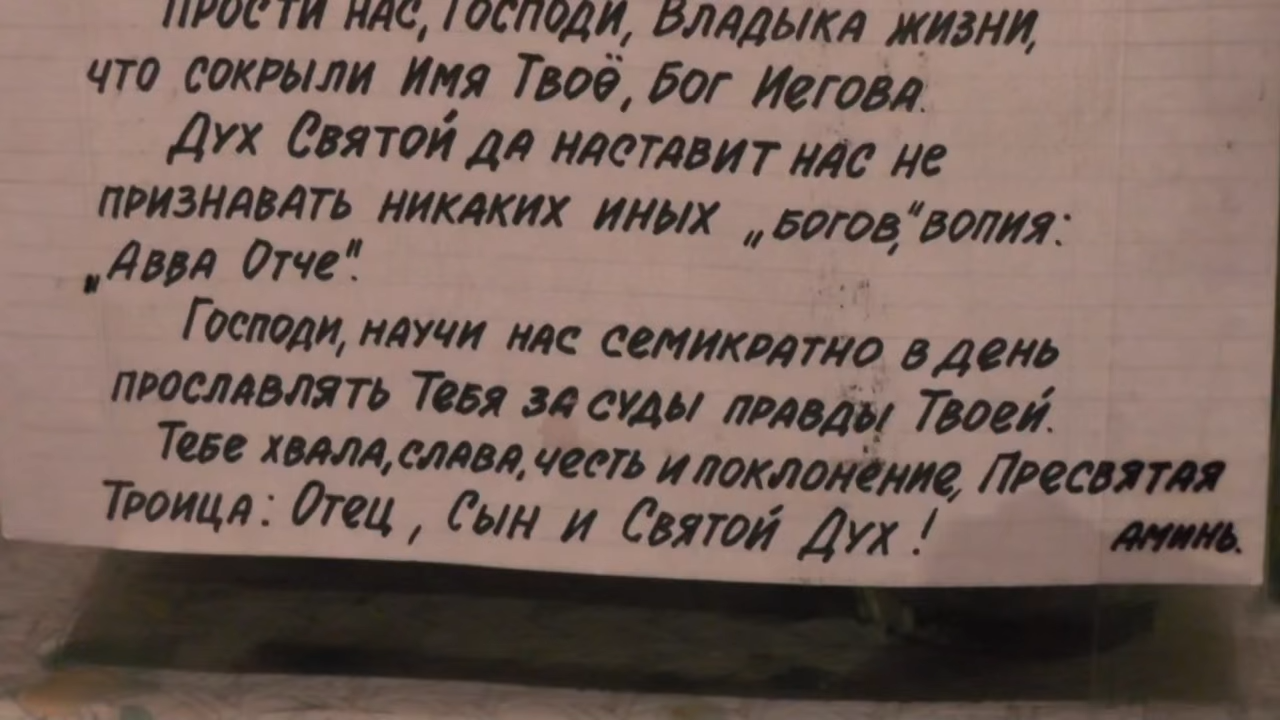 Прости нас, Господи, Владыка жизни,
что сокрыли Имя Твоё, Бог Иегова.
Дух Святой да наставит нас не
признавать никаких иных „богов,“ вопия:
„Авва Отче“.
Господи, научи нас семикратно в день
прославлять Тебя за суды правды Твоей.
Тебе хвала, слава, честь и поклонение, Пресвятая
Троица: Отец, Сын и Святой Дух!
аминь.